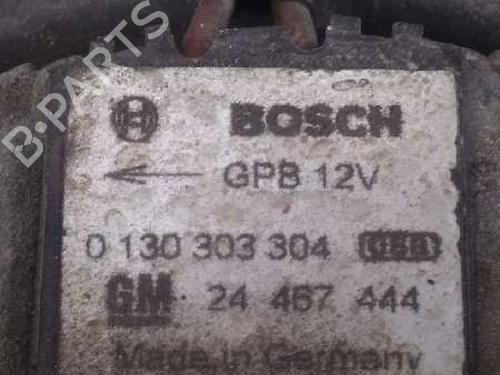 B-PARTS
BOSCH
GPB 12V
0 130 303 304
GM 24 467 444
Made in Germany